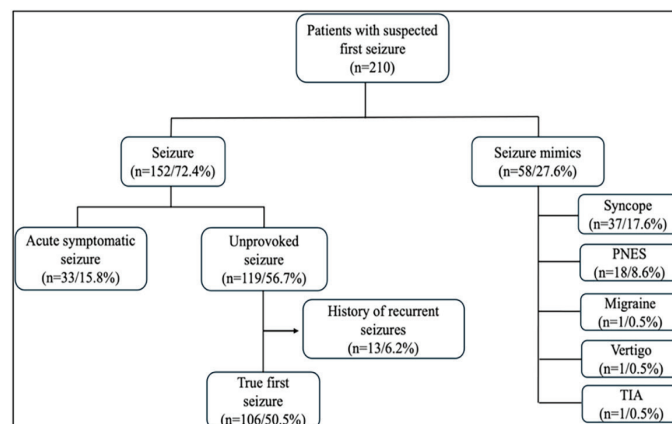 Patients with suspected
first seizure
(n=210)
Seizure
(n=152/72.4%)
Seizure mimics
(n=58/27.6%)
Acute symptomatic
seizure
(n=33/15.8%)
Unprovoked
seizure
(n=119/56.7%)
History of recurrent
seizures
(n=13/6.2%)
True first
seizure
(n=106/50.5%)
Syncope
(n=37/17.6%)
PNES
(n=18/8.6%)
Migraine
(n=1/0.5%)
Vertigo
(n=1/0.5%)
TIA
(n=1/0.5%)